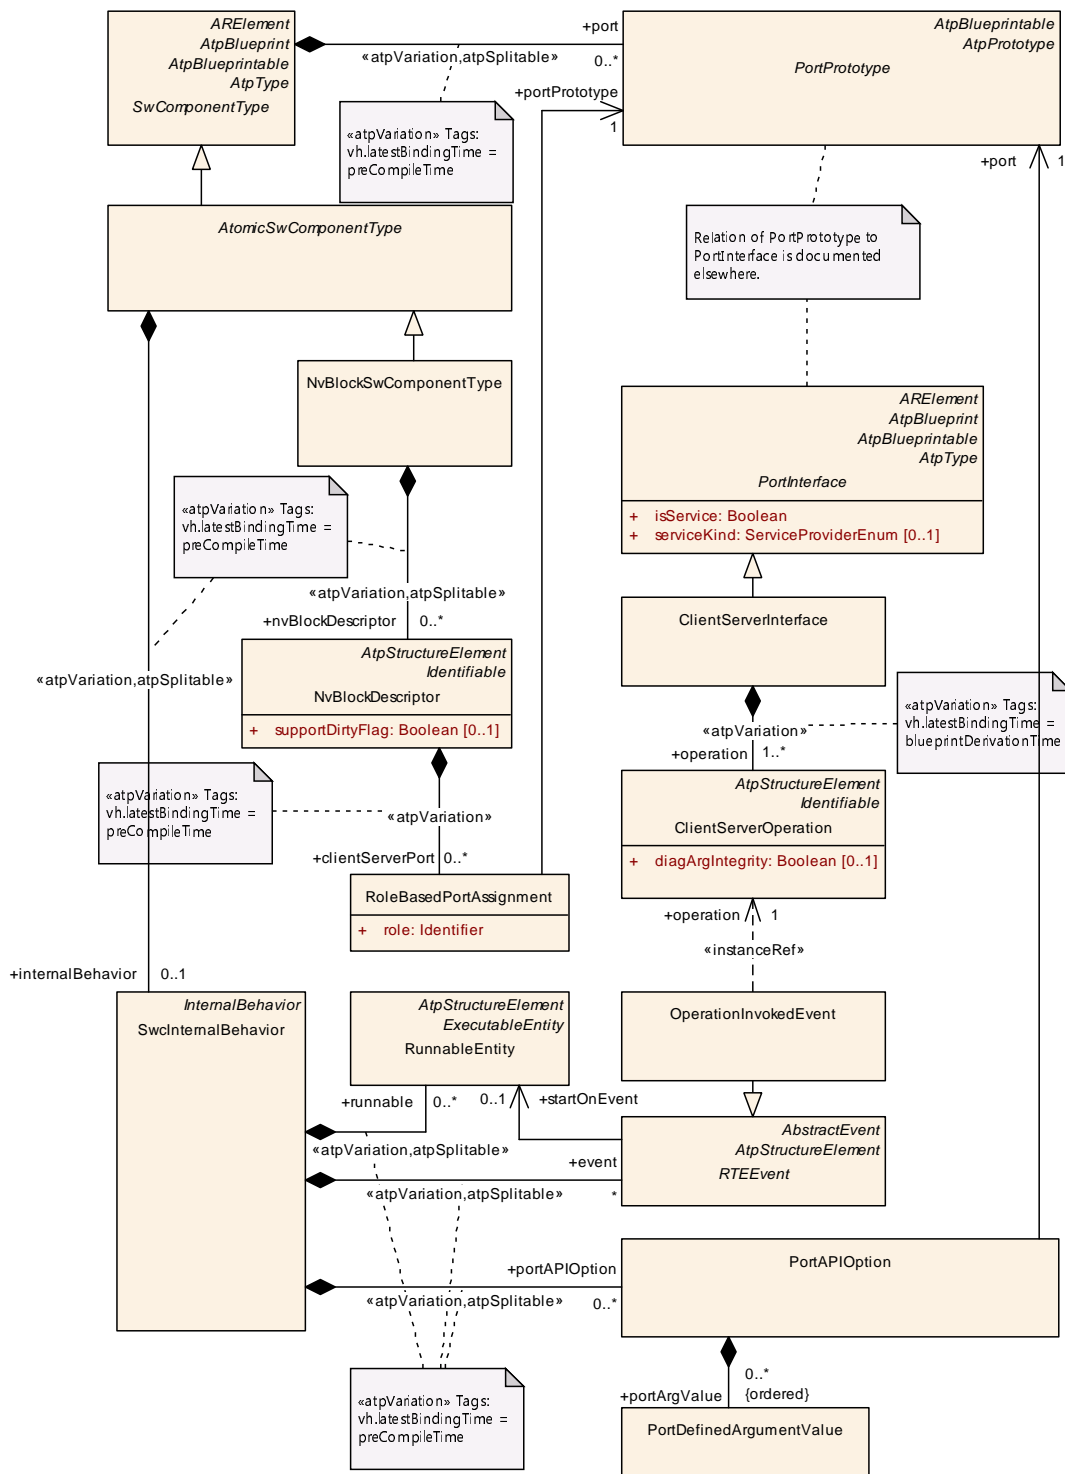 ARElement
AtpBlueprint
AtpBlueprintable
AtpType
SwComponentType
+port
«atpVariation,atpSplitable»
0..*
AtpBlueprintable
AtpPrototype
PortPrototype
+portPrototype
1
«atpVariation» Tags:
vh.latestBindingTime =
preCompileTime
+port
1
AtomicSwComponentType
Relation of PortPrototype to
PortInterface is documented
elsewhere.
NvBlockSwComponentType
ARElement
AtpBlueprint
AtpBlueprintable
AtpType
PortInterface
+ isService: Boolean
+ serviceKind: ServiceProviderEnum [0..1]
«atpVariation» Tags:
vh.latestBindingTime =
preCompileTime
«atpVariation,atpSplitable»
+nvBlockDescriptor
0..*
ClientServerInterface
AtpStructureElement
Identifiable
NvBlockDescriptor
+ supportDirtyFlag: Boolean [0..1]
«atpVariation,atpSplitable»
«atpVariation»
+operation
1..*
«atpVariation» Tags:
vh.latestBindingTime =
blueprintDerivationTime
«atpVariation» Tags:
vh.latestBindingTime =
preCompileTime
«atpVariation»
+clientServerPort
0..*
AtpStructureElement
Identifiable
ClientServerOperation
+ diagArgIntegrity: Boolean [0..1]
RoleBasedPortAssignment
+ role: Identifier
+operation
1
«instanceRef»
+internalBehavior
0..1
InternalBehavior
SwcInternalBehavior
AtpStructureElement
ExecutableEntity
RunnableEntity
OperationInvokedEvent
+runnable
0..*
0..1
+startOnEvent
«atpVariation,atpSplitable»
AbstractEvent
AtpStructureElement
RTEEvent
+event
«atpVariation,atpSplitable»
*
+portAPIOption
«atpVariation,atpSplitable»
0..*
PortAPIOption
«atpVariation» Tags:
vh.latestBindingTime =
preCompileTime
0..*
{ordered}
+portArgValue
PortDefinedArgumentValue